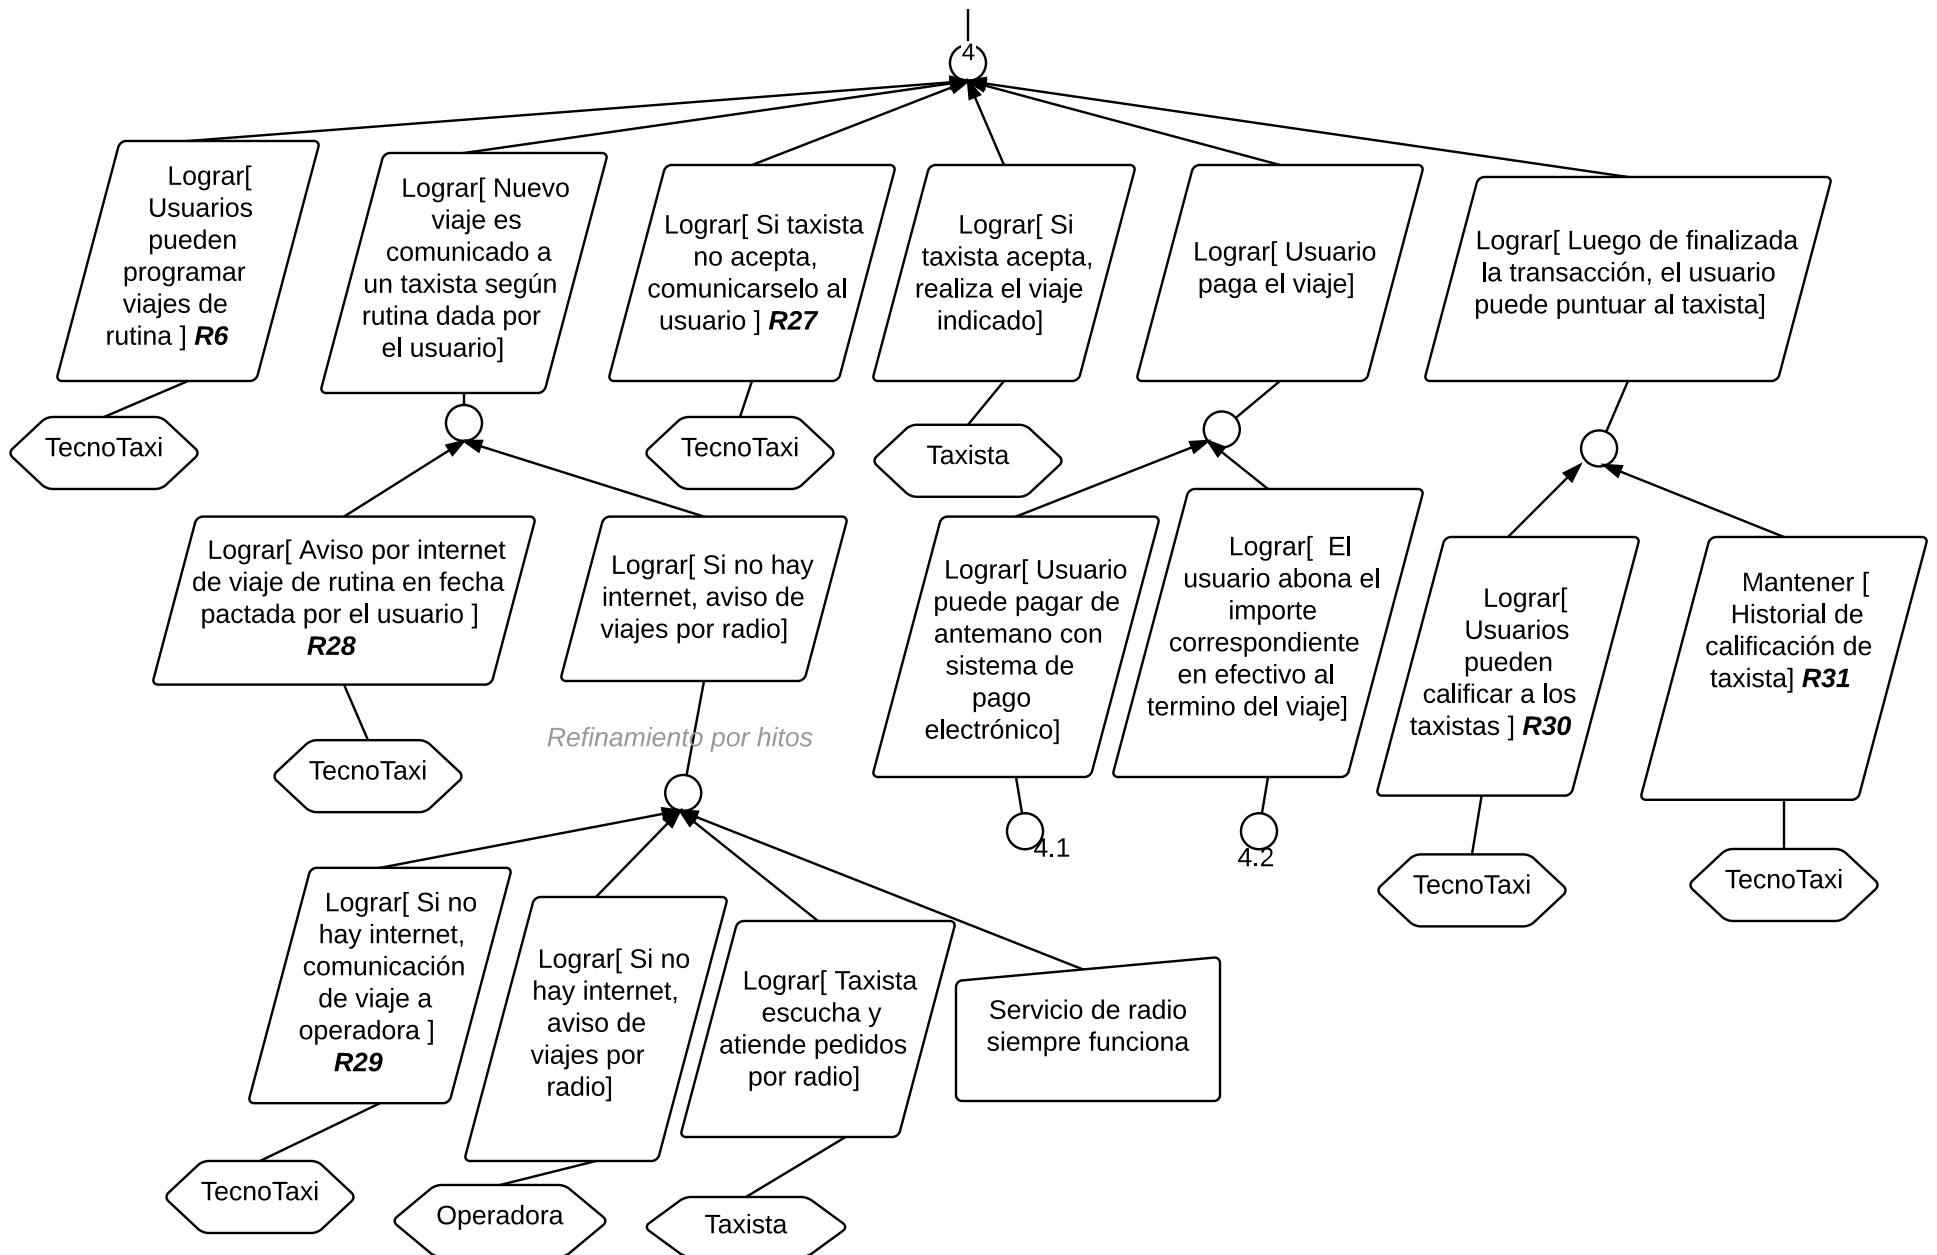 4
Lograr[
Usuarios
pueden
programar
viajes de
rutina ] R6
Lograr[ Nuevo
viaje es
comunicado a
un taxista según
rutina dada por
el usuario]
Lograr[ Si taxista
no acepta,
comunicarselo al
usuario ] R27
Lograr[ Si
taxista acepta,
realiza el viaje
indicado]
Lograr[ Usuario
paga el viaje]
Lograr[ Luego de finalizada
la transacción, el usuario
puede puntuar al taxista]
TecnoTaxi
TecnoTaxi
Taxista
Lograr[ Aviso por internet
de viaje de rutina en fecha
pactada por el usuario ]
R28
Lograr[ Si no hay
internet, aviso de
viajes por radio]
Lograr[ Usuario
puede pagar de
antemano con
sistema de
pago
electrónico]
Lograr[ El
usuario abona el
importe
correspondiente
en efectivo al
termino del viaje]
Lograr[
Usuarios
pueden
calificar a los
taxistas ] R30
Mantener [
Historial de
calificación de
taxista] R31
TecnoTaxi
Refinamiento por hitos
4.1
4.2
TecnoTaxi
TecnoTaxi
Lograr[ Si no
hay internet,
comunicación
de viaje a
operadora ]
R29
Lograr[ Si no
hay internet,
aviso de
viajes por
radio]
Lograr[ Taxista
escucha y
atiende pedidos
por radio]
Servicio de radio
siempre funciona
TecnoTaxi
Operadora
Taxista